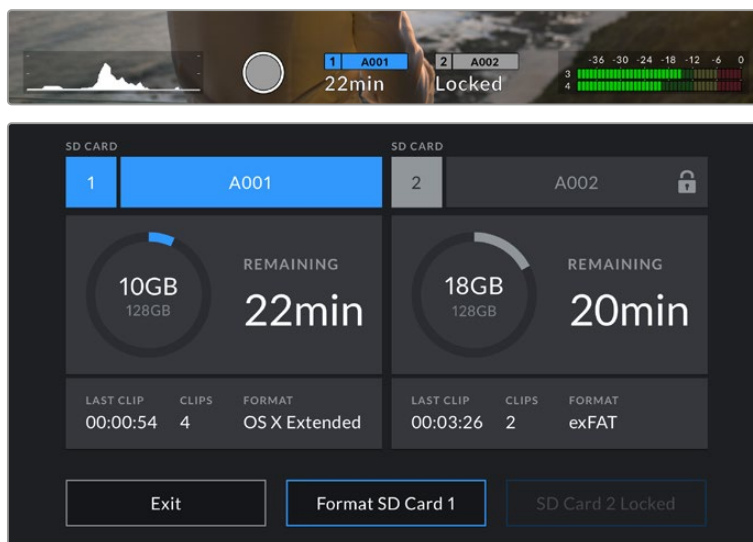 1 A001 2 A002 -36 -30 -24 -18 -12 -6 0
22min Locked 3
4
SD CARD SD CARD
1 A001 2 A002
10GB REMAINING 18GB REMAINING
128GB 22min 128GB 20min
LAST CLIP CLIPS FORMAT LAST CLIP CLIPS FORMAT
00:00:54 4 OS X Extended 00:03:26 2 exFAT
Exit Format SD Card 1 SD Card 2 Locked